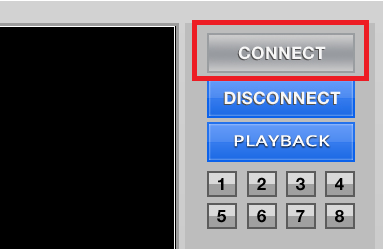 CONNECT
DISCONNECT
PLAYBACK
1 2 3 4
5 6 7 8